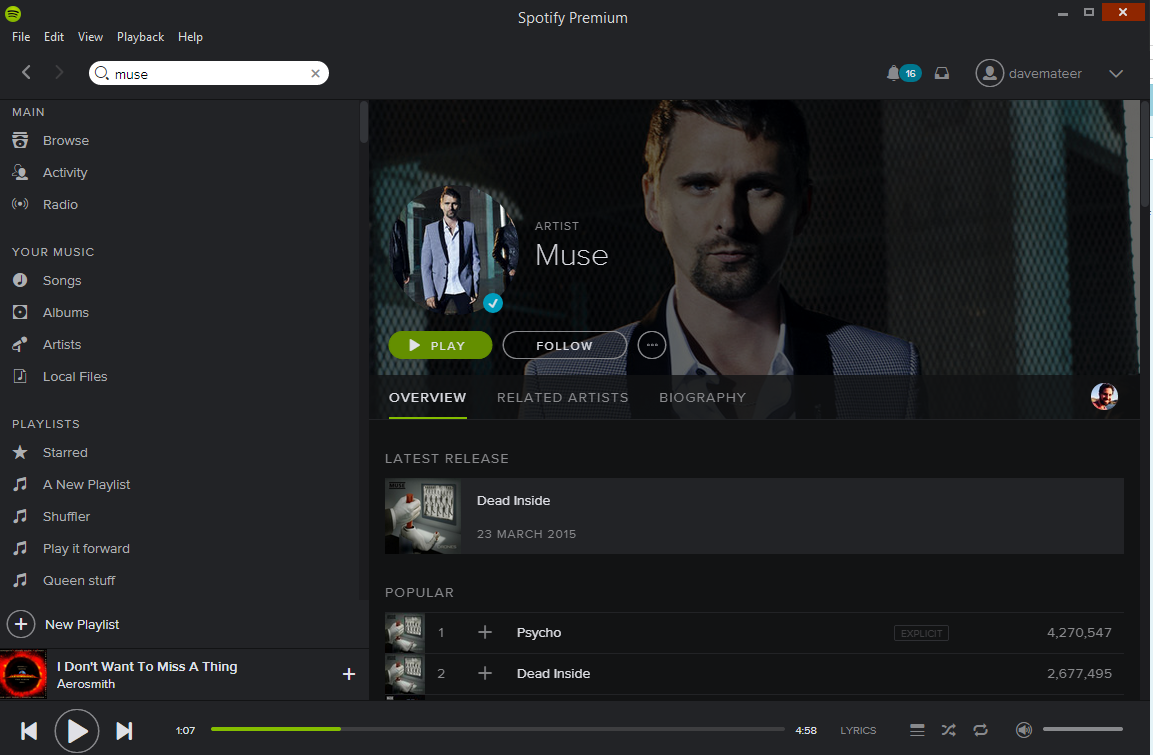 Spotify Premium
File Edit View Playback Help
muse
16
davemateer
MAIN
Browse
Activity
Radio
YOUR MUSIC
Songs
Albums
Artists
Local Files
PLAYLISTS
Starred
A New Playlist
Shuffler
Play it forward
Queen stuff
New Playlist
I Don't Want To Miss A Thing
Aerosmith
ARTIST
Muse
PLAY FOLLOW
OVERVIEW RELATED ARTISTS BIOGRAPHY
LATEST RELEASE
MUSE
Dead Inside
23 MARCH 2015
POPULAR
1 Psycho EXPLICIT 4,270,547
2 Dead Inside 2,677,495
1:07 4:58 LYRICS